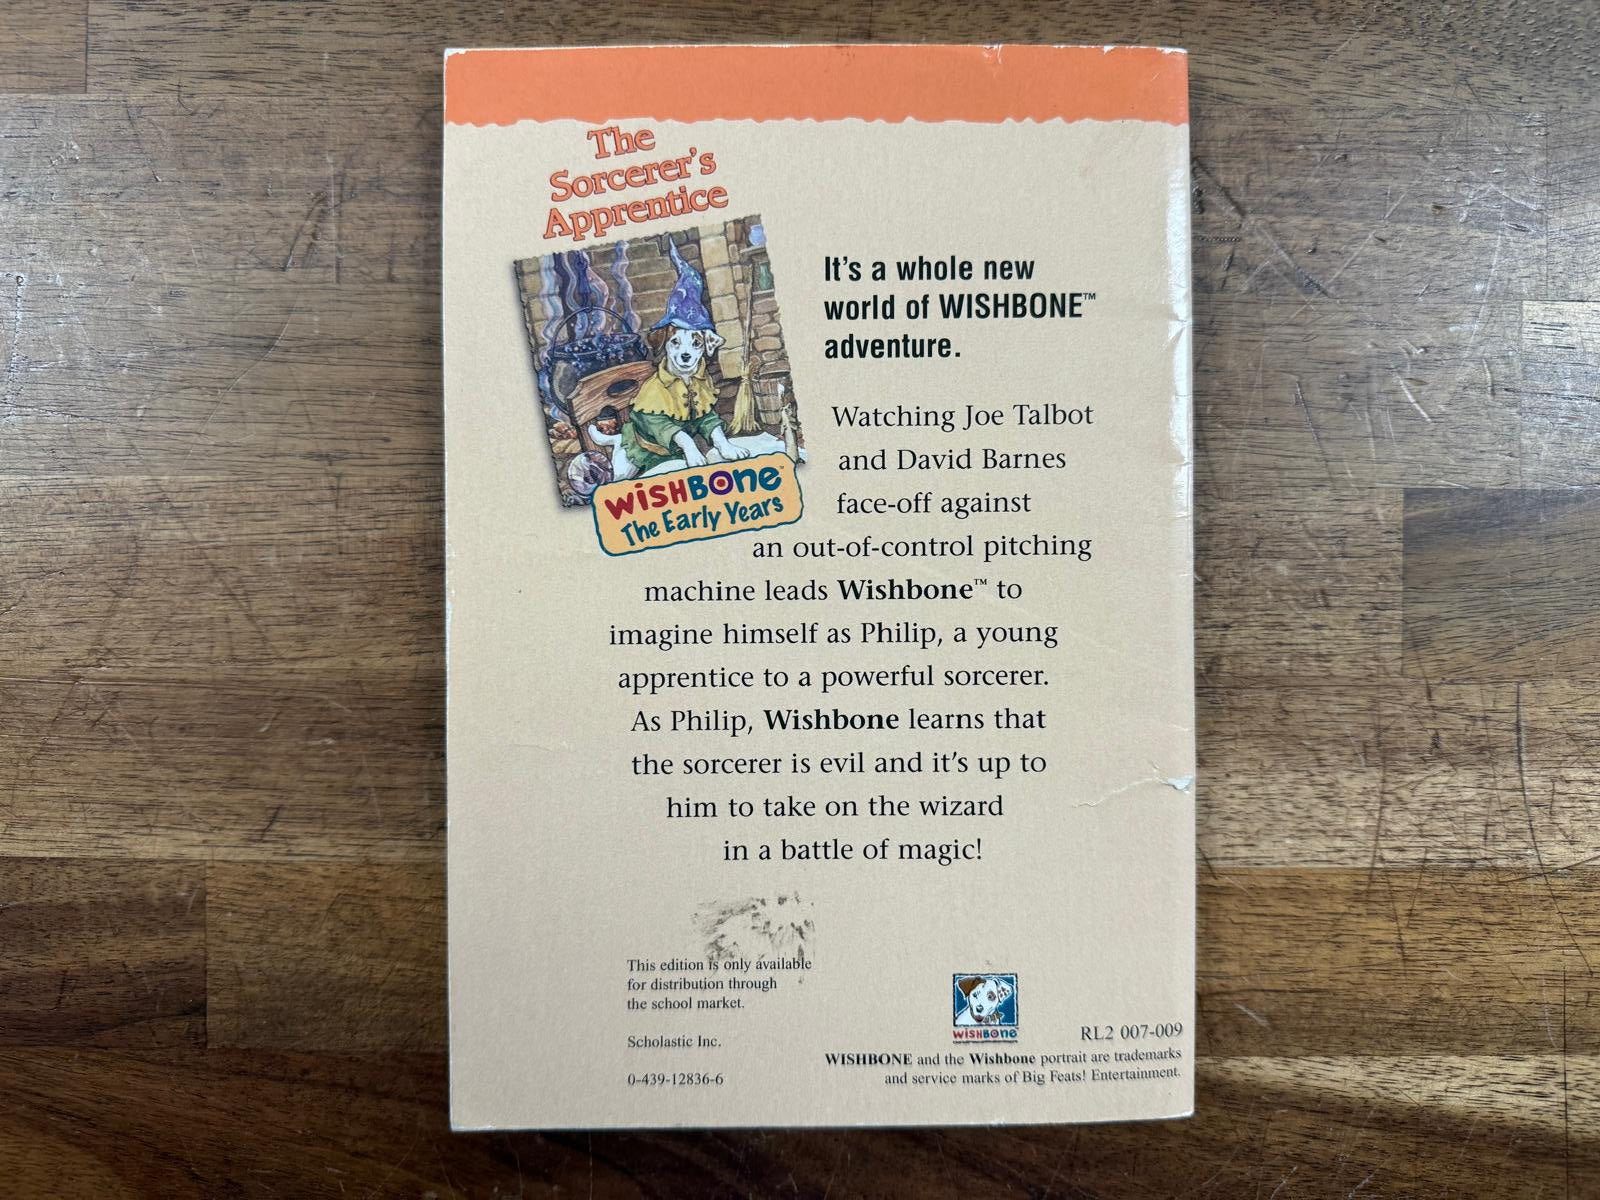 The
Sorcerer's
Apprentice
WISHBONE™
The Early Years
It's a whole new
world of WISHBONE™
adventure.
Watching Joe Talbot
and David Barnes
face-off against
an out-of-control pitching
machine leads Wishbone™ to
imagine himself as Philip, a young
apprentice to a powerful sorcerer.
As Philip, Wishbone learns that
the sorcerer is evil and it's up to
him to take on the wizard
in a battle of magic!
This edition is only available
for distribution through
the school market.
Scholastic Inc.
0-439-12836-6
WISHBONE™
RL2 007-009
WISHBONE and the Wishbone portrait are trademarks
and service marks of Big Feats! Entertainment.